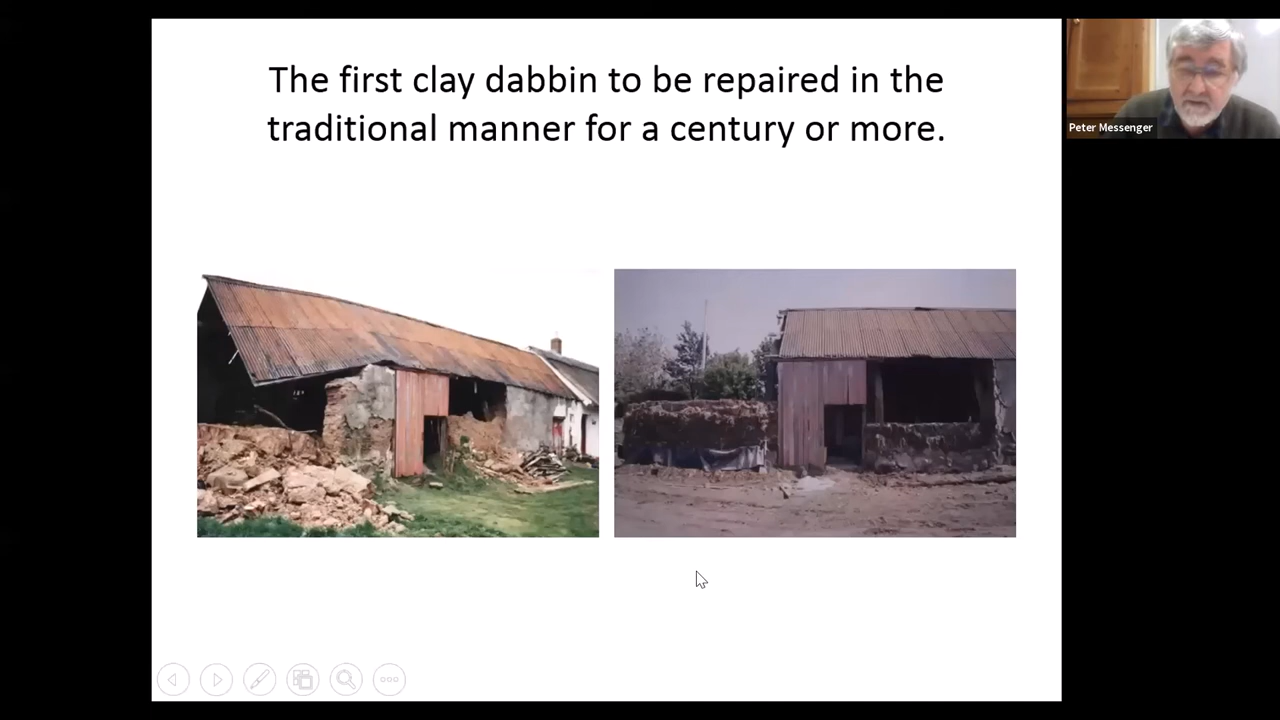 The first clay dabbin to be repaired in the
traditional manner for a century or more.
Peter Messenger